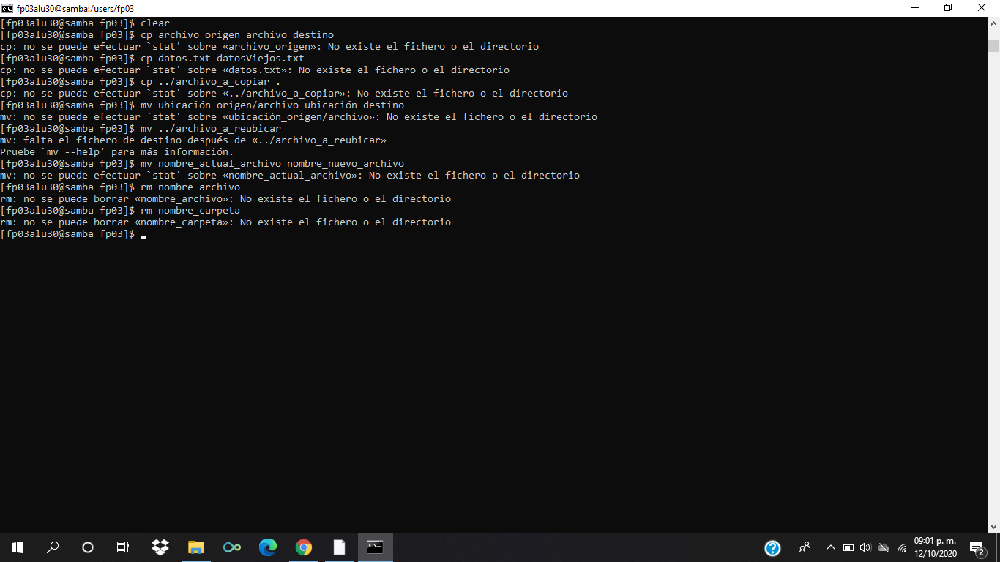 fp03alu30@samba:/users/fp03
[fp03alu30@samba fp03]$ clear
[fp03alu30@samba fp03]$ cp archivo_origen archivo_destino
cp: no se puede efectuar `stat' sobre «archivo_origen»: No existe el fichero o el directorio
[fp03alu30@samba fp03]$ cp datos.txt datosViejos.txt
cp: no se puede efectuar `stat' sobre «datos.txt»: No existe el fichero o el directorio
[fp03alu30@samba fp03]$ cp ../archivo_a_copiar .
cp: no se puede efectuar `stat' sobre «../archivo_a_copiar»: No existe el fichero o el directorio
[fp03alu30@samba fp03]$ mv ubicación_origen/archivo ubicación_destino
mv: no se puede efectuar `stat' sobre «ubicación_origen/archivo»: No existe el fichero o el directorio
[fp03alu30@samba fp03]$ mv ../archivo_a_reubicar
mv: falta el fichero de destino después de «../archivo_a_reubicar»
Pruebe `mv --help' para más información.
[fp03alu30@samba fp03]$ mv nombre_actual_archivo nombre_nuevo_archivo
mv: no se puede efectuar `stat' sobre «nombre_actual_archivo»: No existe el fichero o el directorio
[fp03alu30@samba fp03]$ rm nombre_archivo
rm: no se puede borrar «nombre_archivo»: No existe el fichero o el directorio
[fp03alu30@samba fp03]$ rm nombre_carpeta
rm: no se puede borrar «nombre_carpeta»: No existe el fichero o el directorio
[fp03alu30@samba fp03]$
09:01 p. m.
12/10/2020
2